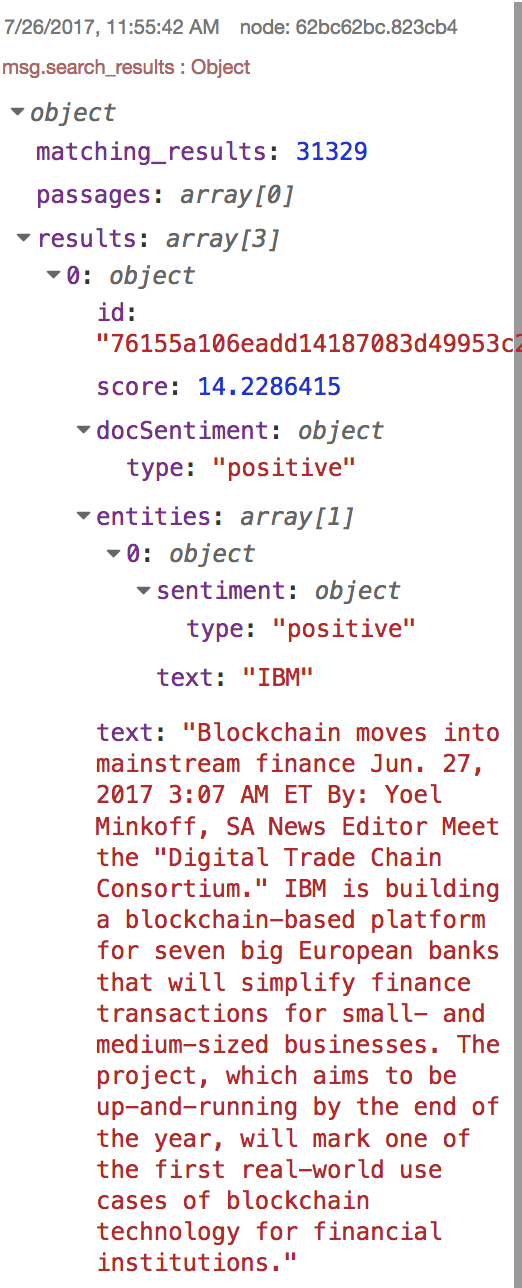 7/26/2017, 11:55:42 AM node: 62bc62bc.823cb4
msg.search_results : Object
object
matching_results: 31329
passages: array[0]
results: array[3]
0: object
id:
"76155a106eadd14187083d49953c2
score: 14.2286415
docSentiment: object
type: "positive"
entities: array[1]
0: object
sentiment: object
type: "positive"
text: "IBM"
text: "Blockchain moves into
mainstream finance Jun. 27,
2017 3:07 AM ET By: Yoel
Minkoff, SA News Editor Meet
the "Digital Trade Chain
Consortium." IBM is building
a blockchain-based platform
for seven big European banks
that will simplify finance
transactions for small- and
medium-sized businesses. The
project, which aims to be
up-and-running by the end of
the year, will mark one of
the first real-world use
cases of blockchain
technology for financial
institutions."